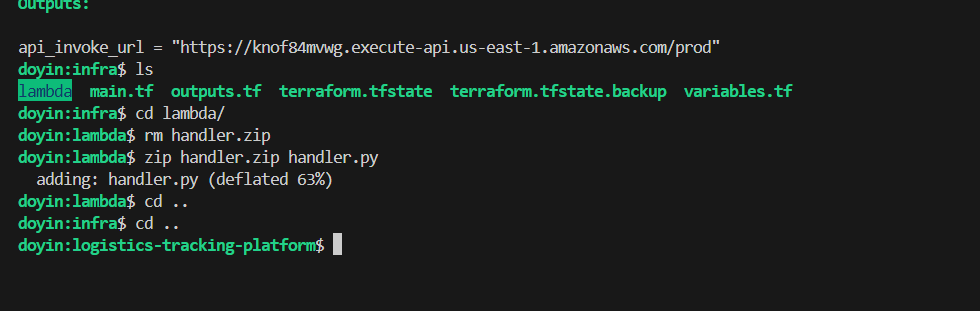 Outputs:
api_invoke_url = "https://knof84mvwg.execute-api.us-east-1.amazonaws.com/prod"
doyin:infra$ ls
lambda  main.tf  outputs.tf  terraform.tfstate  terraform.tfstate.backup  variables.tf
doyin:infra$ cd lambda/
doyin:lambda$ rm handler.zip
doyin:lambda$ zip handler.zip handler.py
  adding: handler.py (deflated 63%)
doyin:lambda$ cd ..
doyin:infra$ cd ..
doyin:logistics-tracking-platform$